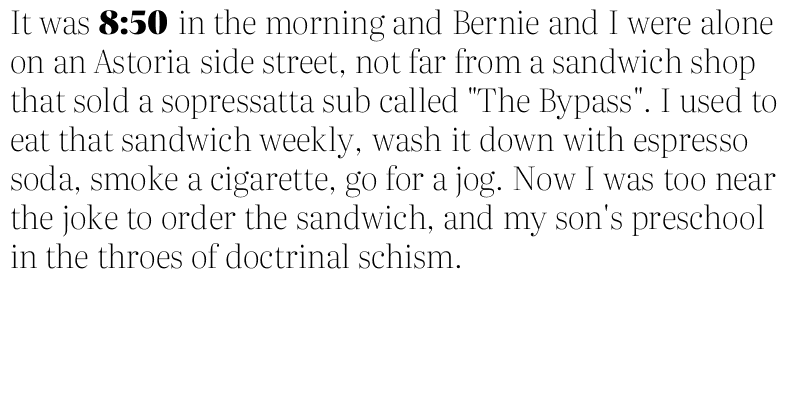 It was 8:50 in the morning and Bernie and I were alone
on an Astoria side street, not far from a sandwich shop
that sold a sopressatta sub called "The Bypass". I used to
eat that sandwich weekly, wash it down with espresso
soda, smoke a cigarette, go for a jog. Now I was too near
the joke to order the sandwich, and my son's preschool
in the throes of doctrinal schism.